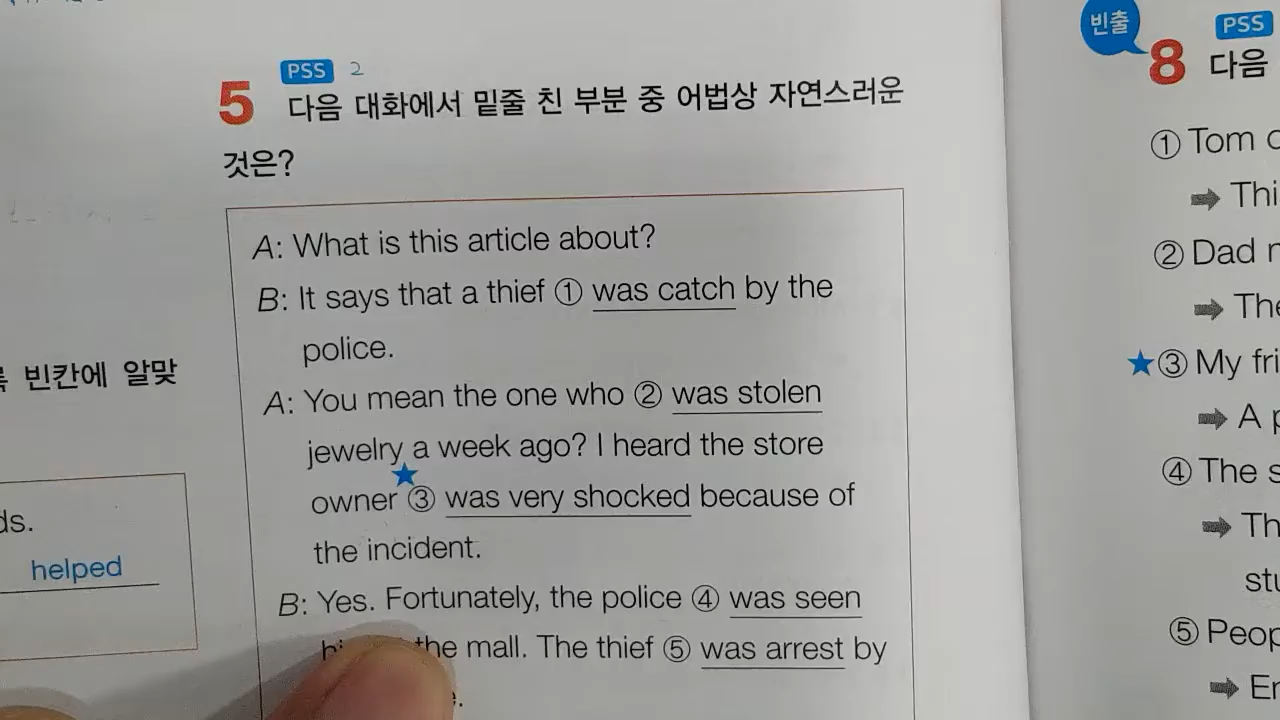 PSS 2
5 다음 대화에서 밑줄 친 부분 중 어법상 자연스러운
것은?
A: What is this article about?
B: It says that a thief ① was catch by the
police.
A: You mean the one who ② was stolen
jewelry a week ago? I heard the store
owner ★③ was very shocked because of
the incident.
B: Yes. Fortunately, the police ④ was seen
the mall. The thief ⑤ was arrest by
빈칸에 알맞
ds.
helped
빈출
PSS
8 다음
① Tom
➡ Thi
② Dad
➡ The
★③ My fri
➡ A
④ The s
➡ Th
stu
⑤ Peop
➡ En